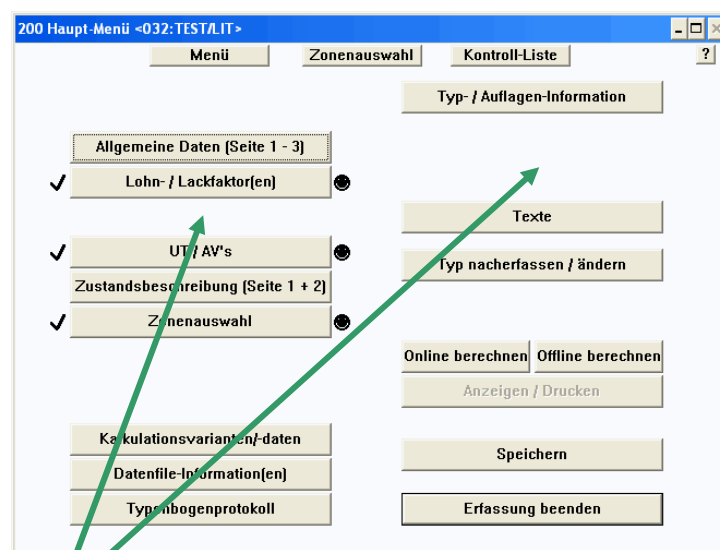 200 Haupt-Menü <032:TEST/LIT>
Menü Zonenauswahl Kontroll-Liste ?
Typ- / Auflagen-Information
Allgemeine Daten (Seite 1 - 3)
Lohn- / Lackfaktor(en)
Texte
UT / AV's
Typ nacherfassen / ändern
Zustandsbeschreibung (Seite 1 + 2)
Zonenauswahl
Online berechnen Offline berechnen
Anzeigen / Drucken
Kalkulationsvarianten/-daten
Speichern
Datenfile-Information(en)
Typenbogenprotokoll
Erfassung beenden